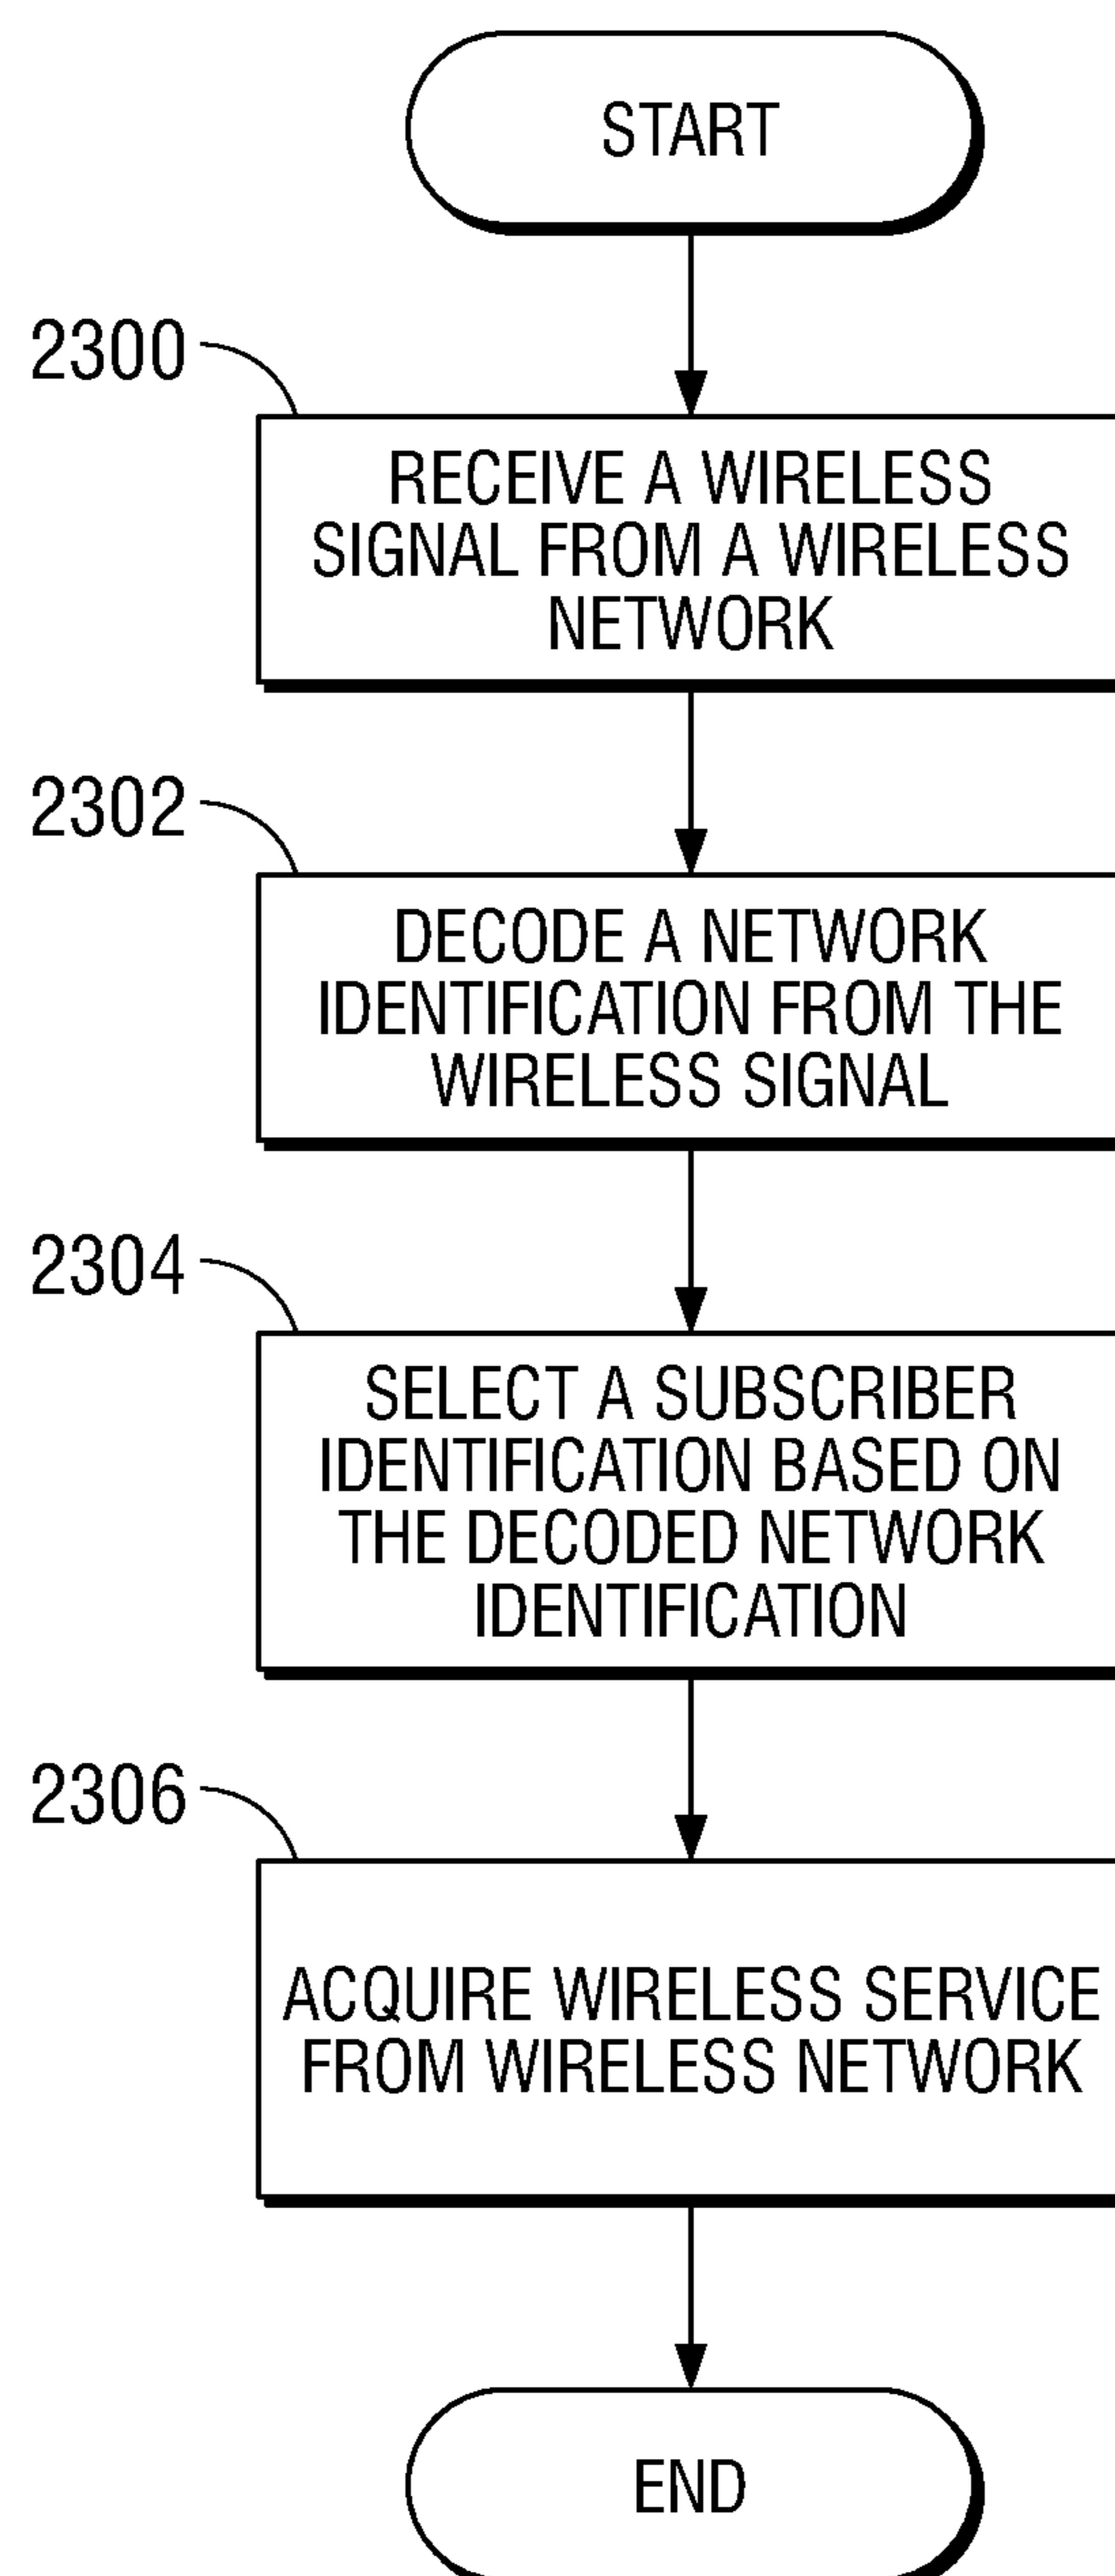 START
2300
RECEIVE A WIRELESS
SIGNAL FROM A WIRELESS
NETWORK
2302
DECODE A NETWORK
IDENTIFICATION FROM THE
WIRELESS SIGNAL
2304
SELECT A SUBSCRIBER
IDENTIFICATION BASED ON
THE DECODED NETWORK
IDENTIFICATION
2306
ACQUIRE WIRELESS SERVICE
FROM WIRELESS NETWORK
END